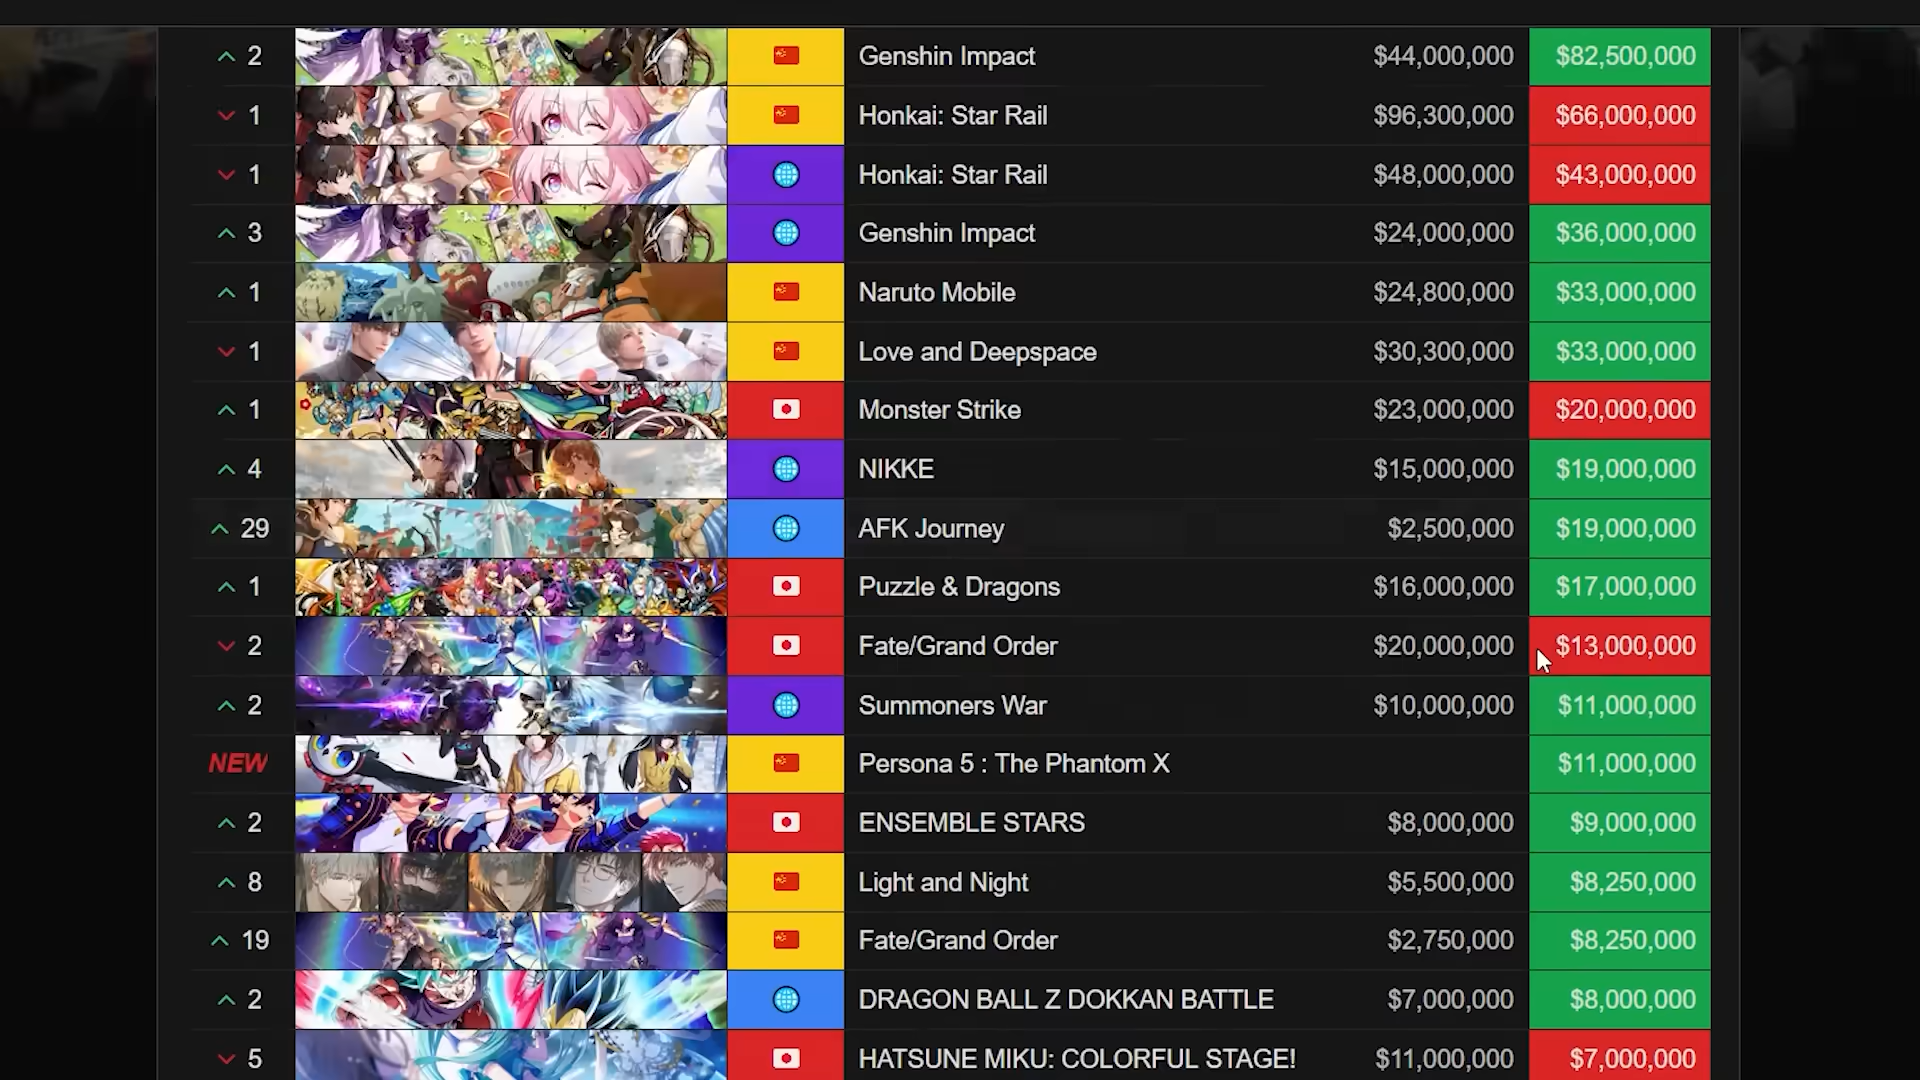 2 Genshin Impact $44,000,000 $82,500,000
1 Honkai: Star Rail $96,300,000 $66,000,000
1 Honkai: Star Rail $48,000,000 $43,000,000
3 Genshin Impact $24,000,000 $36,000,000
1 Naruto Mobile $24,800,000 $33,000,000
1 Love and Deepspace $30,300,000 $33,000,000
1 Monster Strike $23,000,000 $20,000,000
4 NIKKE $15,000,000 $19,000,000
29 AFK Journey $2,500,000 $19,000,000
1 Puzzle & Dragons $16,000,000 $17,000,000
2 Fate/Grand Order $20,000,000 $13,000,000
2 Summoners War $10,000,000 $11,000,000
NEW Persona 5 : The Phantom X $11,000,000
2 ENSEMBLE STARS $8,000,000 $9,000,000
8 Light and Night $5,500,000 $8,250,000
19 Fate/Grand Order $2,750,000 $8,250,000
2 DRAGON BALL Z DOKKAN BATTLE $7,000,000 $8,000,000
5 HATSUNE MIKU: COLORFUL STAGE! $11,000,000 $7,000,000